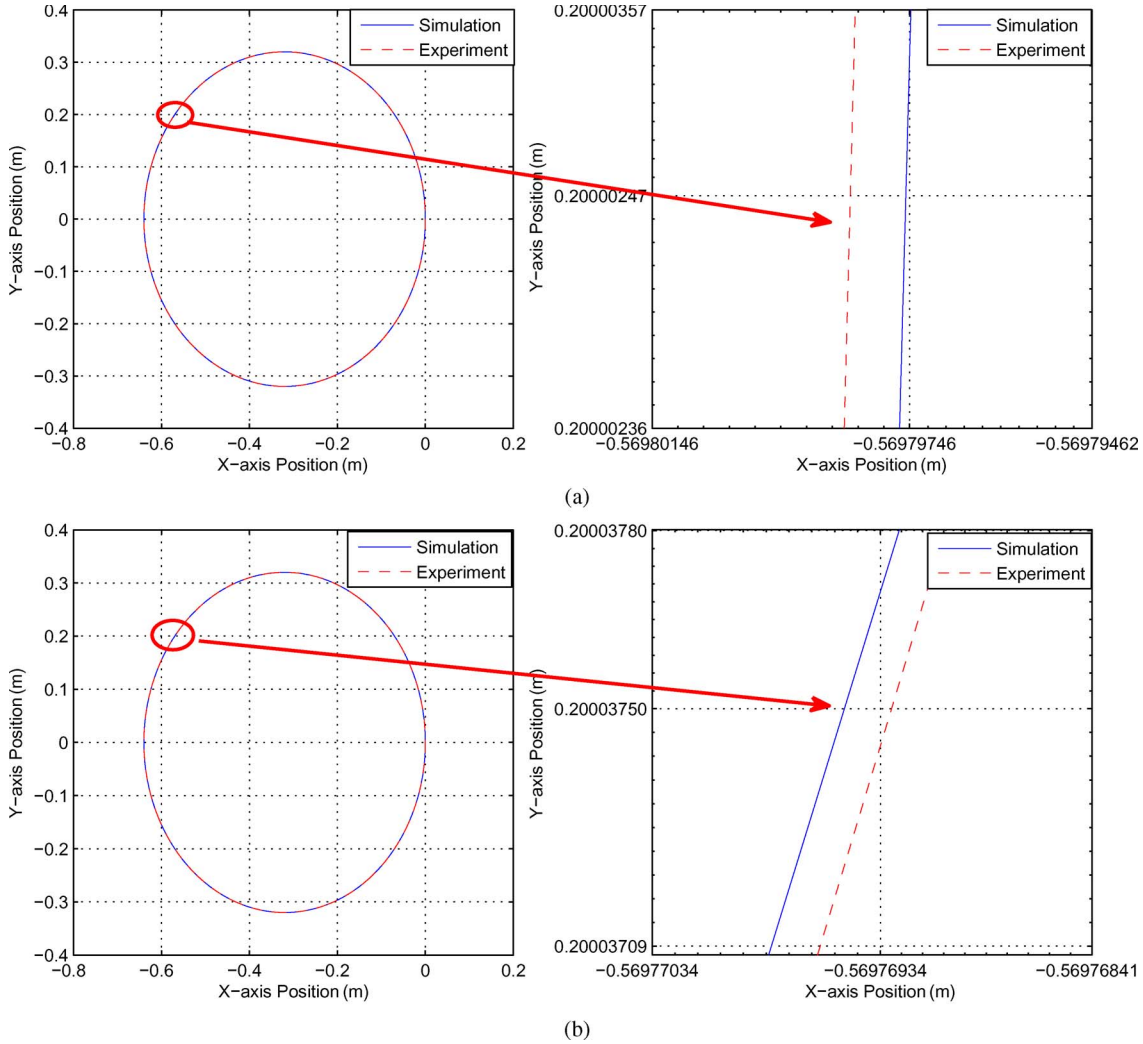 0.4
0.3
0.2
0.1
0
−0.1
−0.2
−0.3
−0.4
−0.8
−0.6
−0.4
−0.2
0
0.2
Y−axis Position (m)
X−axis Position (m)
Simulation
Experiment
0.20000357
0.20000247
0.20000236
−0.56980146
−0.56979746
−0.56979462
Y−axis Position (m)
X−axis Position (m)
Simulation
Experiment
(a)
0.4
0.3
0.2
0.1
0
−0.1
−0.2
−0.3
−0.4
−0.8
−0.6
−0.4
−0.2
0
0.2
Y−axis Position (m)
X−axis Position (m)
Simulation
Experiment
0.20003780
0.20003750
0.20003709
−0.56977034
−0.56976934
−0.56976841
Y−axis Position (m)
X−axis Position (m)
Simulation
Experiment
(b)